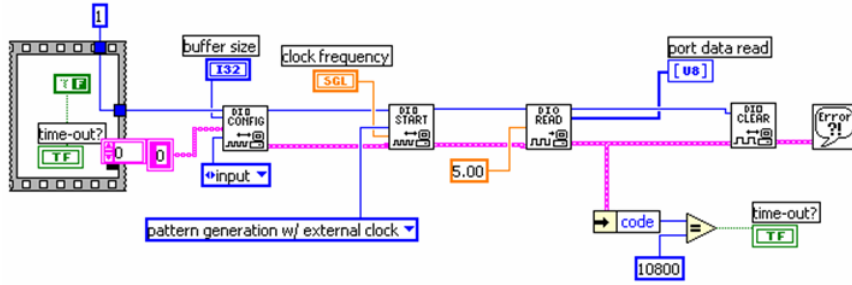 1
buffer size
I32
clock frequency
SGL
port data read
[U8]
TF
time-out?
TF
0
0
DIO
CONFIG
DIO
START
DIO
READ
DIO
CLEAR
Error
?!
input
5.00
pattern generation w/ external clock
code
=
10800
time-out?
TF